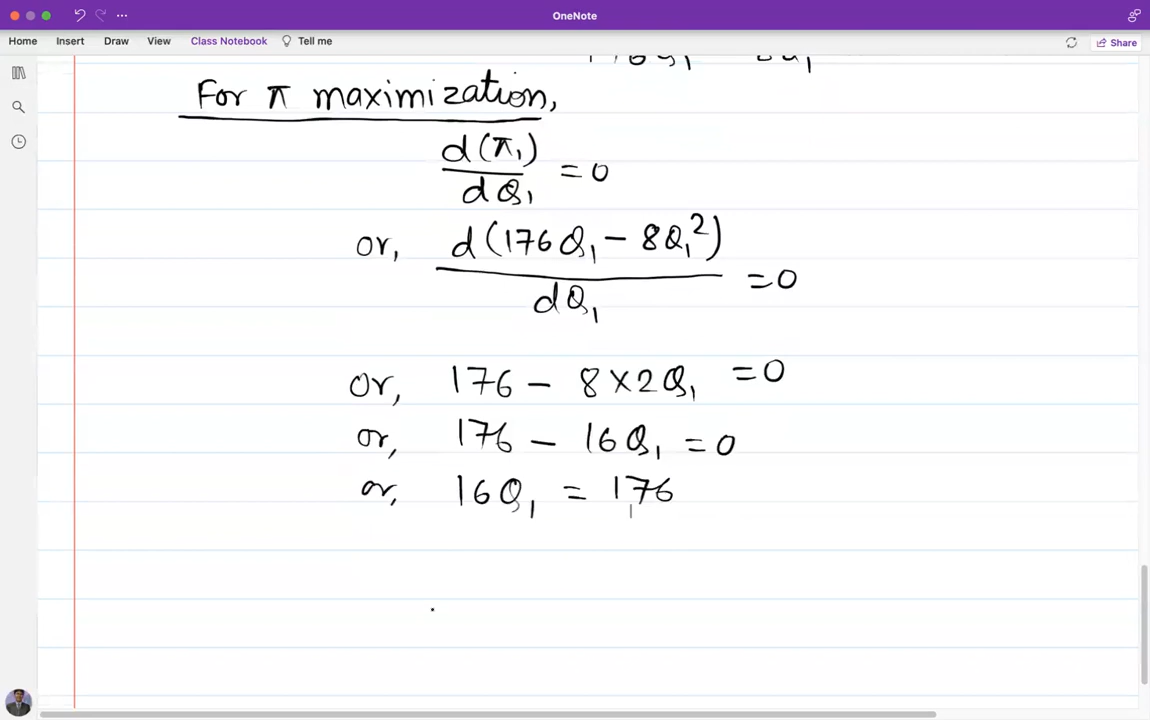 OneNote
Home Insert Draw View Class Notebook Tell me Share
For π maximization,
d(π₁)
dQ₁
= 0
or, d(176Q₁ − 8Q₁²)
dQ₁
= 0
or, 176 − 8×2Q₁ = 0
or, 176 − 16Q₁ = 0
or, 16Q₁ = 176